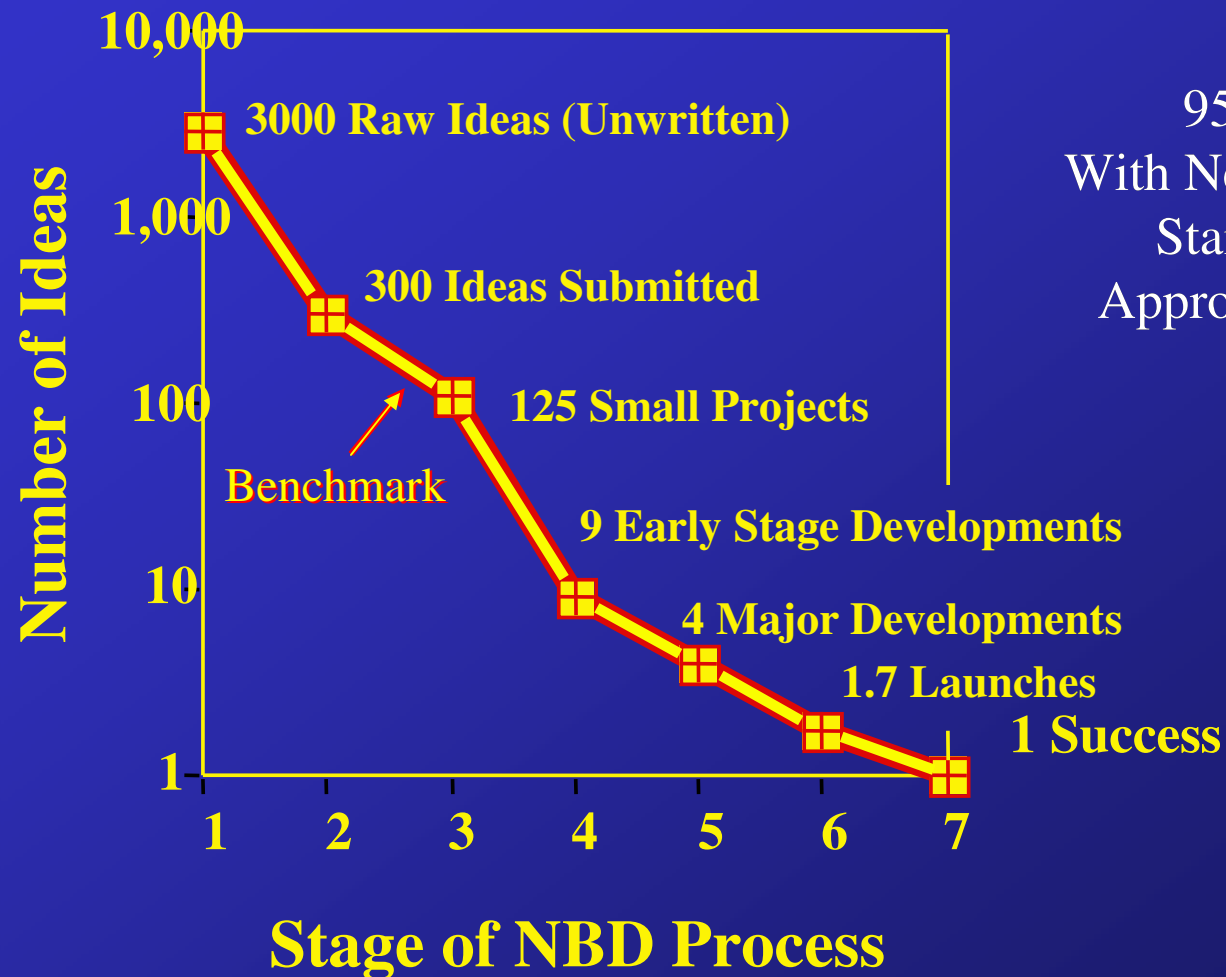 10,000
3000 Raw Ideas (Unwritten)
1,000
300 Ideas Submitted
100
125 Small Projects
Benchmark
9 Early Stage Developments
10
4 Major Developments
1.7 Launches
1 Success
1
1 2 3 4 5 6 7
Number of Ideas
Stage of NBD Process
95
With